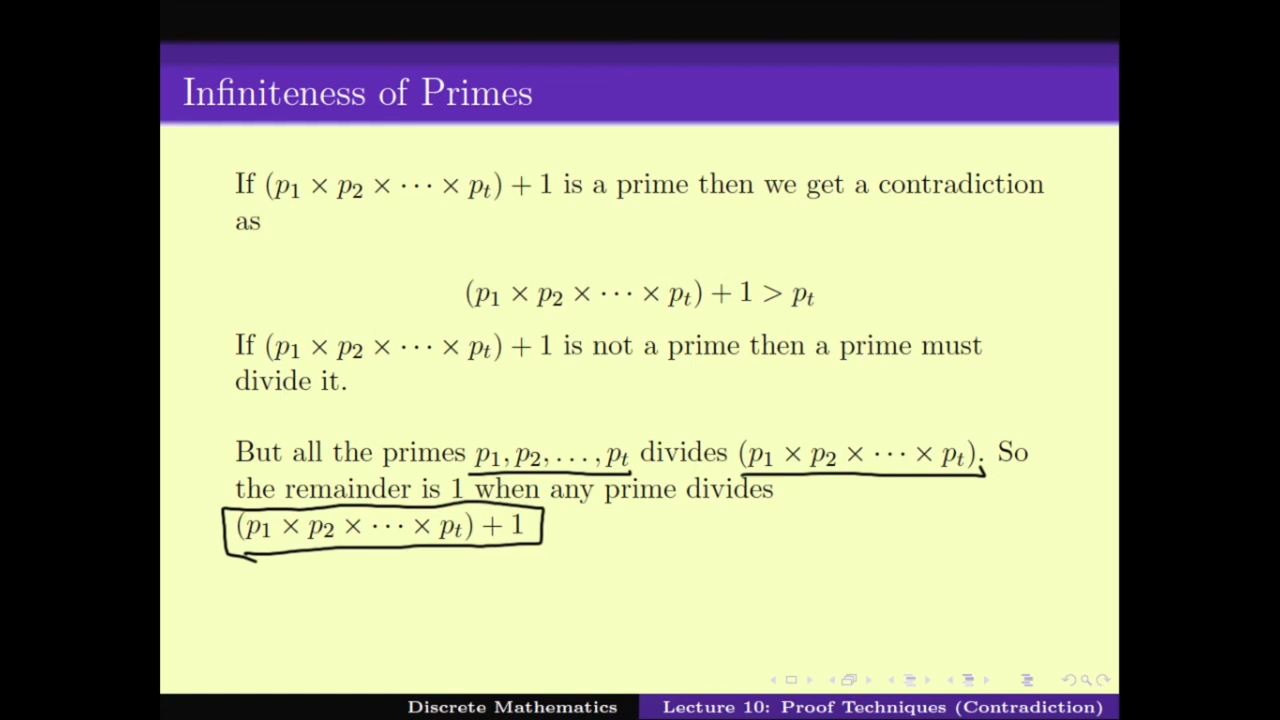 Infiniteness of Primes
If (p₁ × p₂ × ⋯ × pₜ) + 1 is a prime then we get a contradiction
as
(p₁ × p₂ × ⋯ × pₜ) + 1 > pₜ
If (p₁ × p₂ × ⋯ × pₜ) + 1 is not a prime then a prime must
divide it.
But all the primes p₁, p₂, . . . , pₜ divides (p₁ × p₂ × ⋯ × pₜ). So
the remainder is 1 when any prime divides
(p₁ × p₂ × ⋯ × pₜ) + 1
Discrete Mathematics Lecture 10: Proof Techniques (Contradiction)